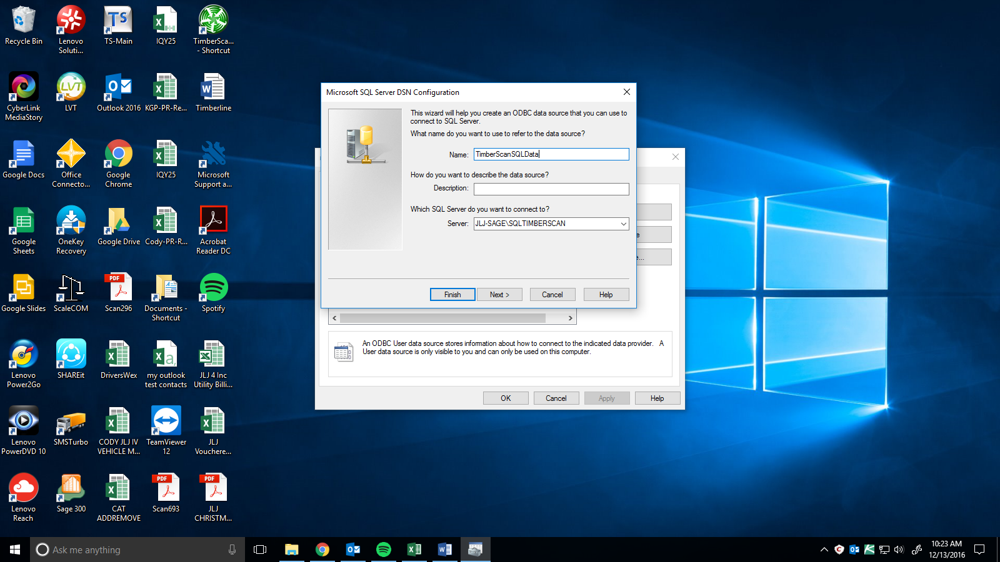 Recycle Bin
Lenovo
Soluti...
TS-Main
IQY25
TimberSca...
- Shortcut
CyberLink
MediaStory
LVT
Outlook 2016
KGP-PR-Re...
Timberline
Google Docs
Office
Connecto...
Google
Chrome
IQY25
Microsoft
Support a...
Google
Sheets
OneKey
Recovery
Google Drive
Cody-PR-R...
Acrobat
Reader DC
Google Slides
ScaleCOM
Scan296
Documents -
Shortcut
Spotify
Lenovo
Power2Go
SHAREit
DriversWex
my outlook
test contacts
JLJ 4 Inc
Utility Billi...
Lenovo
PowerDVD 10
SMSTurbo
CODY JLJ IV
VEHICLE M...
TeamViewer
12
JLJ
Vouchere...
Lenovo
Reach
Sage 300
CAT
ADDREMOVE
Scan693
JLJ
CHRISTM...
TS
LVT
PDF
PDF
PDF
Microsoft SQL Server DSN Configuration
This wizard will help you create an ODBC data source that you can use to
connect to SQL Server.
What name do you want to use to refer to the data source?
Name: TimberScanSQLData
How do you want to describe the data source?
Description:
Which SQL Server do you want to connect to?
Server: JLJ-SAGE\SQLTIMBERSCAN
Finish
Next >
Cancel
Help
e
e...
An ODBC User data source stores information about how to connect to the indicated data provider. A
User data source is only visible to you and can only be used on this computer.
OK
Cancel
Apply
Help
Ask me anything
10:23 AM
12/13/2016